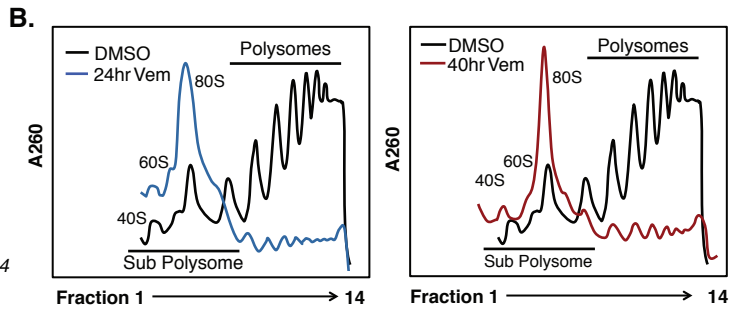 B.
DMSO
24hr Vem
Polysomes
80S
60S
40S
Sub Polysome
A260
Fraction 1
14
DMSO
40hr Vem
Polysomes
80S
60S
40S
Sub Polysome
A260
Fraction 1
14
4